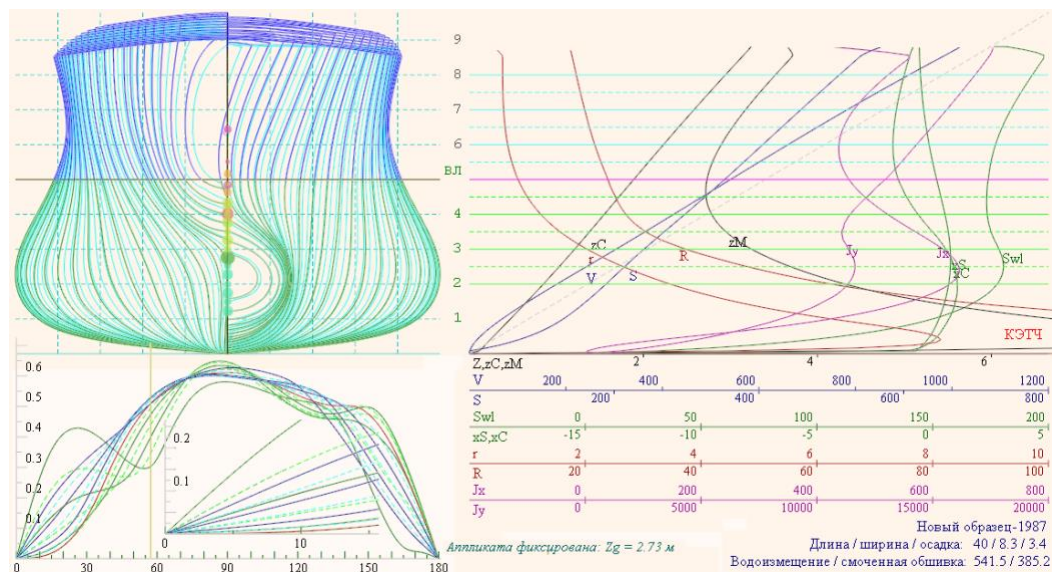 9
8
7
6
ВЛ
4
3
2
1
zC
r
V
S
R
zM
Jy
Jx
xS
xC
Swl
КЭТЧ
2 4 6
Z,zC,zM
V 200 400 600 800 1000 1200
S 200 400 600 800
Swl 0 50 100 150 200
xS,xC -15 -10 -5 0 5
r 2 4 6 8 10
R 20 40 60 80 100
Jx 0 200 400 600 800
Jy 0 5000 10000 15000 20000
0.6
0.5
0.4
0.3
0.2
0.1
0 30 60 90 120 150 180
0.2
0.1
0 10
Аппликата фиксирована: Zg = 2.73 м
Новый образец-1987
Длина / ширина / осадка: 40 / 8.3 / 3.4
Водоизмещение / смоченная обшивка: 541.5 / 385.2